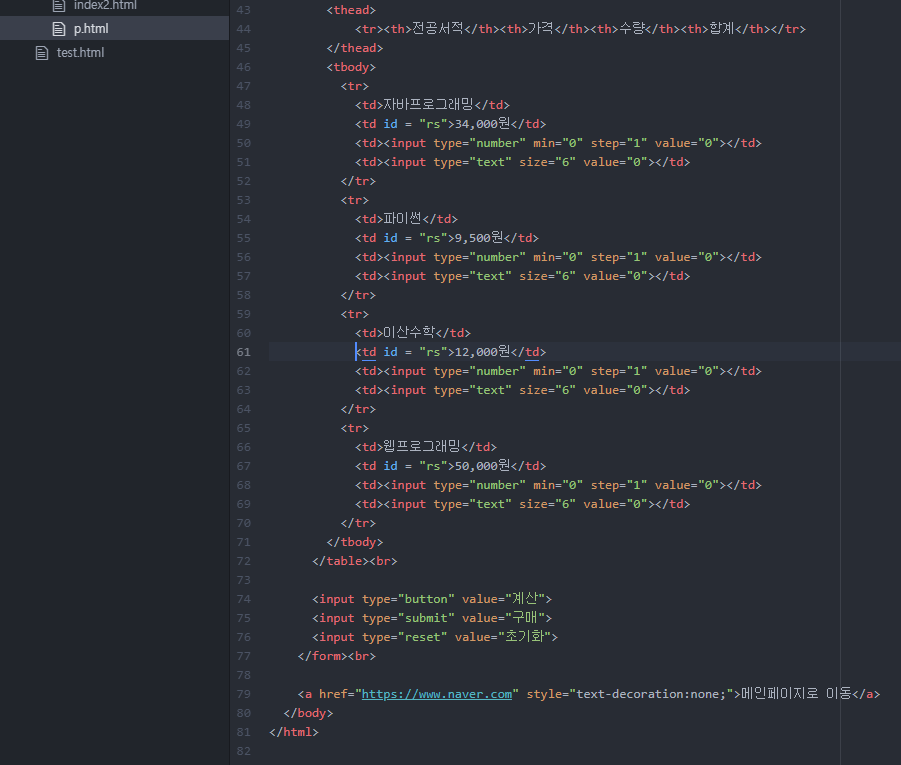 index2.html
p.html
test.html
43 <thead>
44 <tr><th>전공서적</th><th>가격</th><th>수량</th><th>합계</th></tr>
45 </thead>
46 <tbody>
47 <tr>
48 <td>자바프로그래밍</td>
49 <td id = "rs">34,000원</td>
50 <td><input type="number" min="0" step="1" value="0"></td>
51 <td><input type="text" size="6" value="0"></td>
52 </tr>
53 <tr>
54 <td>파이썬</td>
55 <td id = "rs">9,500원</td>
56 <td><input type="number" min="0" step="1" value="0"></td>
57 <td><input type="text" size="6" value="0"></td>
58 </tr>
59 <tr>
60 <td>이산수학</td>
61 <td id = "rs">12,000원</td>
62 <td><input type="number" min="0" step="1" value="0"></td>
63 <td><input type="text" size="6" value="0"></td>
64 </tr>
65 <tr>
66 <td>웹프로그래밍</td>
67 <td id = "rs">50,000원</td>
68 <td><input type="number" min="0" step="1" value="0"></td>
69 <td><input type="text" size="6" value="0"></td>
70 </tr>
71 </tbody>
72 </table><br>
73
74 <input type="button" value="계산">
75 <input type="submit" value="구매">
76 <input type="reset" value="초기화">
77 </form><br>
78
79 <a href="https://www.naver.com" style="text-decoration:none;">메인페이지로 이동</a>
80 </body>
81 </html>
82